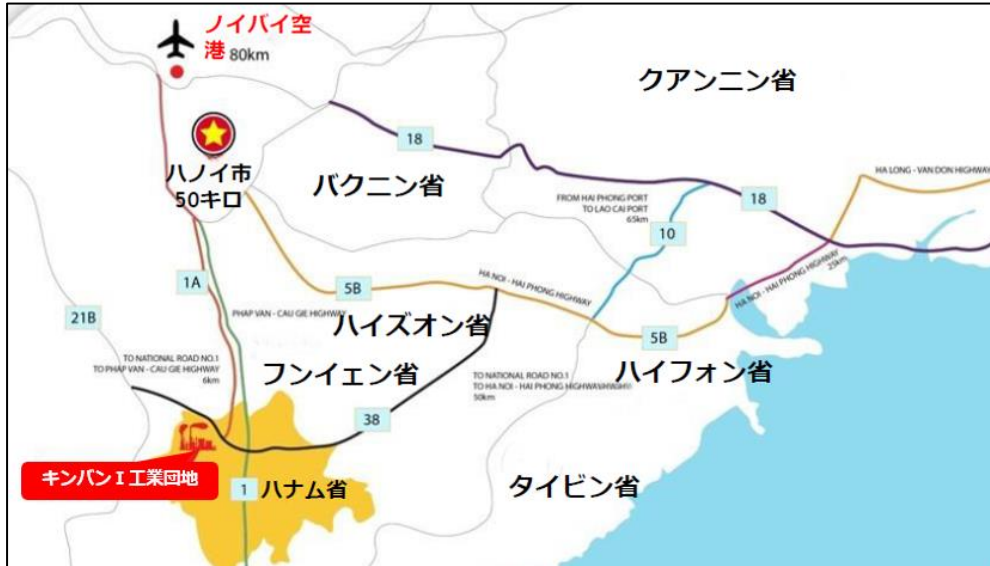 ノイバイ空
港
80km
クアンニン省
ハノイ市
50キロ
18
バクニン省
HA LONG - VAN DON HIGHWAY
FROM HAI PHONG PORT
TO LAO CAI PORT
65km
18
10
HA NOI - HAI PHONG HIGHWAY
25km
1A
5B
HA NOI - HAI PHONG HIGHWAY
21B
PHAP VAN - CAU GIE HIGHWAY
ハイズオン省
5B
TO NATIONAL ROAD NO.1
TO PHAP VAN - CAU GIE HIGHWAY
6km
フンイェン省
ハイフォン省
TO NATIONAL ROAD NO.1
TO HA NOI - HAI PHONG HIGHWAY
50km
38
キンバンⅠ工業団地
1
ハナム省
タイビン省